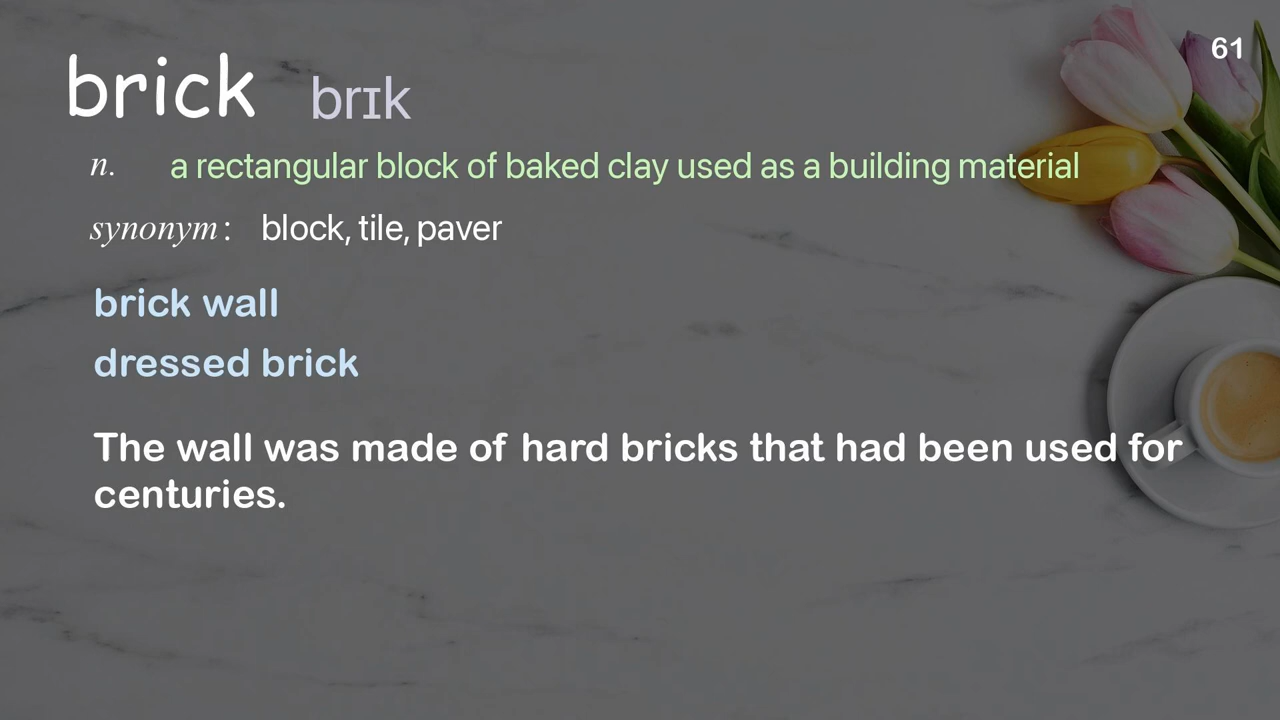 61
brick brɪk
n. a rectangular block of baked clay used as a building material
synonym: block, tile, paver
brick wall
dressed brick
The wall was made of hard bricks that had been used for
centuries.